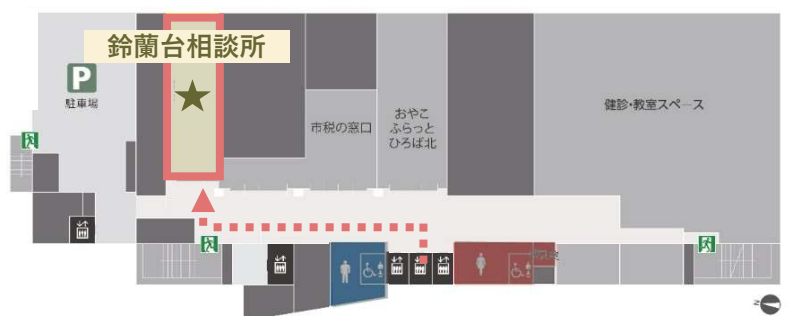 鈴蘭台相談所
P
駐車場
市税の窓口
おやこ
ふらっと
ひろば北
健診・教室スペース
N